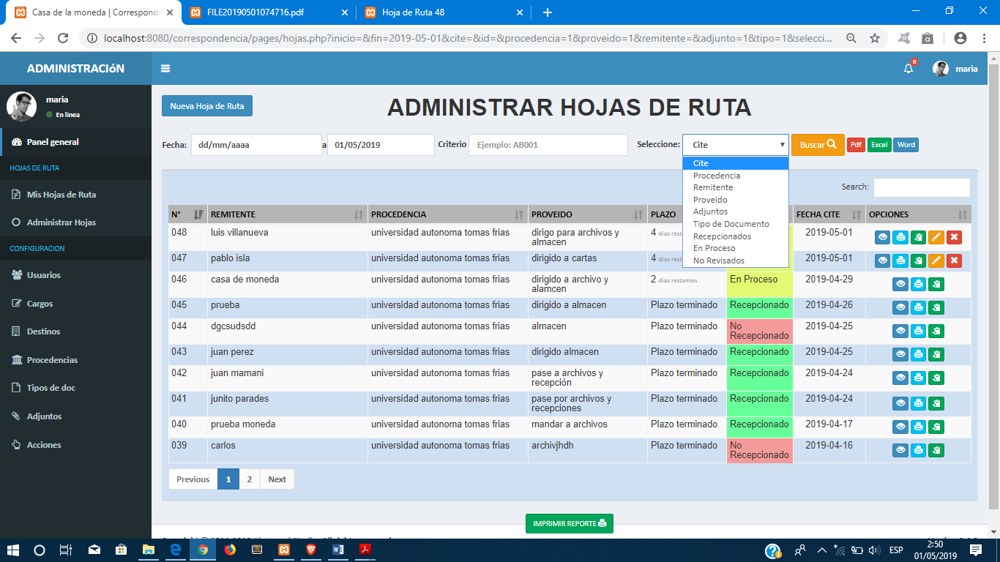 Casa de la moneda | Correspond
FILE20190501074716.pdf
Hoja de Ruta 48
localhost:8080/correspondencia/pages/hojas.php?inicio=&fin=2019-05-01&cite=&id=&procedencia=1&proveido=1&remitente=&adjunto=1&tipo=1&selecci...
ADMINISTRACIóN
0
maria
maria
En linea
Panel general
HOJAS DE RUTA
Mis Hojas de Ruta
Administrar Hojas
CONFIGURACION
Usuarios
Cargos
Destinos
Procedencias
Tipos de doc
Adjuntos
Acciones
Nueva Hoja de Ruta
ADMINISTRAR HOJAS DE RUTA
Fecha: dd/mm/aaaa a 01/05/2019 Criterio Ejemplo: AB001 Seleccione: Cite Buscar Pdf Excel Word
Cite
Procedencia
Remitente
Proveido
Adjuntos
Tipo de Documento
Recepcionados
En Proceso
No Revisados
Search:
N° REMITENTE PROCEDENCIA PROVEIDO PLAZO FECHA CITE OPCIONES
048 luis villanueva universidad autonoma tomas frias dirigo para archivos y almacen 4 dias rest 2019-05-01
047 pablo isla universidad autonoma tomas frias dirigido a cartas 4 dias rest 2019-05-01
046 casa de moneda universidad autonoma tomas frias dirigido a archivo y alamcen 2 dias restantes En Proceso 2019-04-29
045 prueba universidad autonoma tomas frias dirigido a almacen Plazo terminado Recepcionado 2019-04-26
044 dgcsudsdd universidad autonoma tomas frias almacen Plazo terminado No Recepcionado 2019-04-25
043 juan perez universidad autonoma tomas frias dirigido almacen Plazo terminado Recepcionado 2019-04-25
042 juan mamani universidad autonoma tomas frias pase a archivos y recepción Plazo terminado Recepcionado 2019-04-24
041 junito parades universidad autonoma tomas frias pase por archivos y recepciones Plazo terminado Recepcionado 2019-04-24
040 prueba moneda universidad autonoma tomas frias mandar a archivos Plazo terminado Recepcionado 2019-04-17
039 carlos universidad autonoma tomas frias archivjhdh Plazo terminado No Recepcionado 2019-04-16
Previous 1 2 Next
IMPRIMIR REPORTE
ESP
2:50
01/05/2019